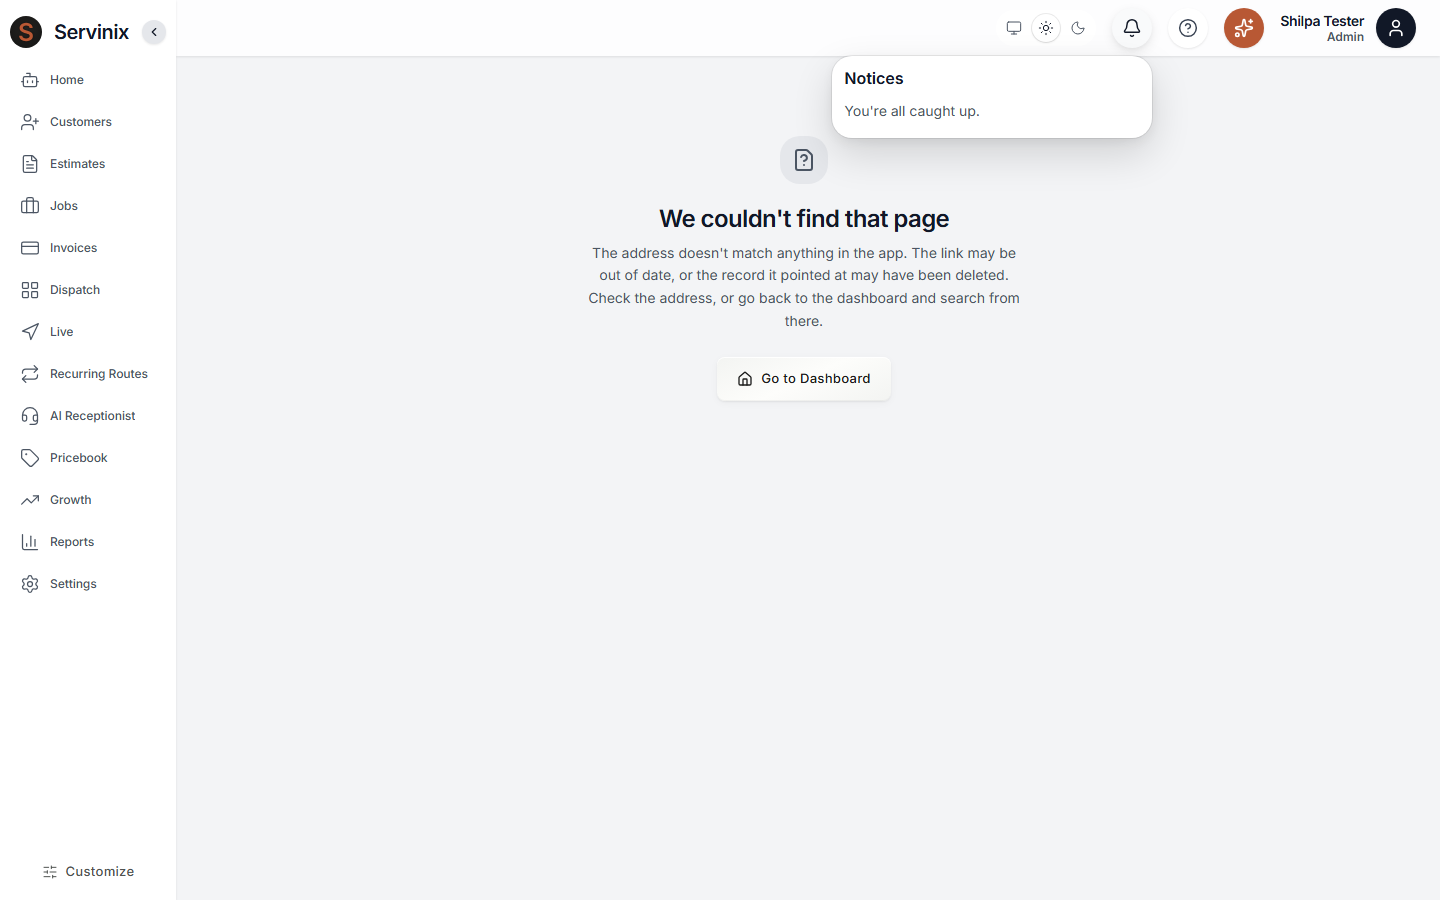 S Servinix
Home
Customers
Estimates
Jobs
Invoices
Dispatch
Live
Recurring Routes
AI Receptionist
Pricebook
Growth
Reports
Settings
Customize
Shilpa Tester
Admin
Notices
You're all caught up.
We couldn't find that page
The address doesn't match anything in the app. The link may be
out of date, or the record it pointed at may have been deleted.
Check the address, or go back to the dashboard and search from
there.
Go to Dashboard